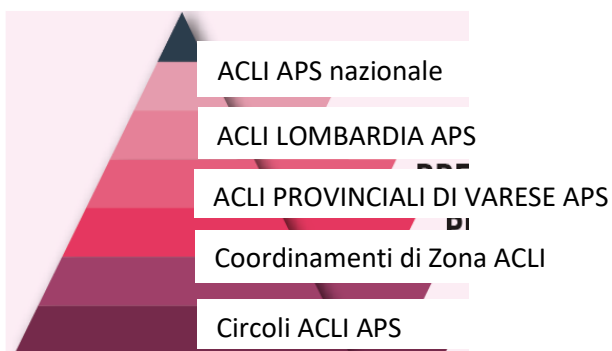 ACLI APS nazionale
ACLI LOMBARDIA APS
ACLI PROVINCIALI DI VARESE APS
Coordinamenti di Zona ACLI
Circoli ACLI APS